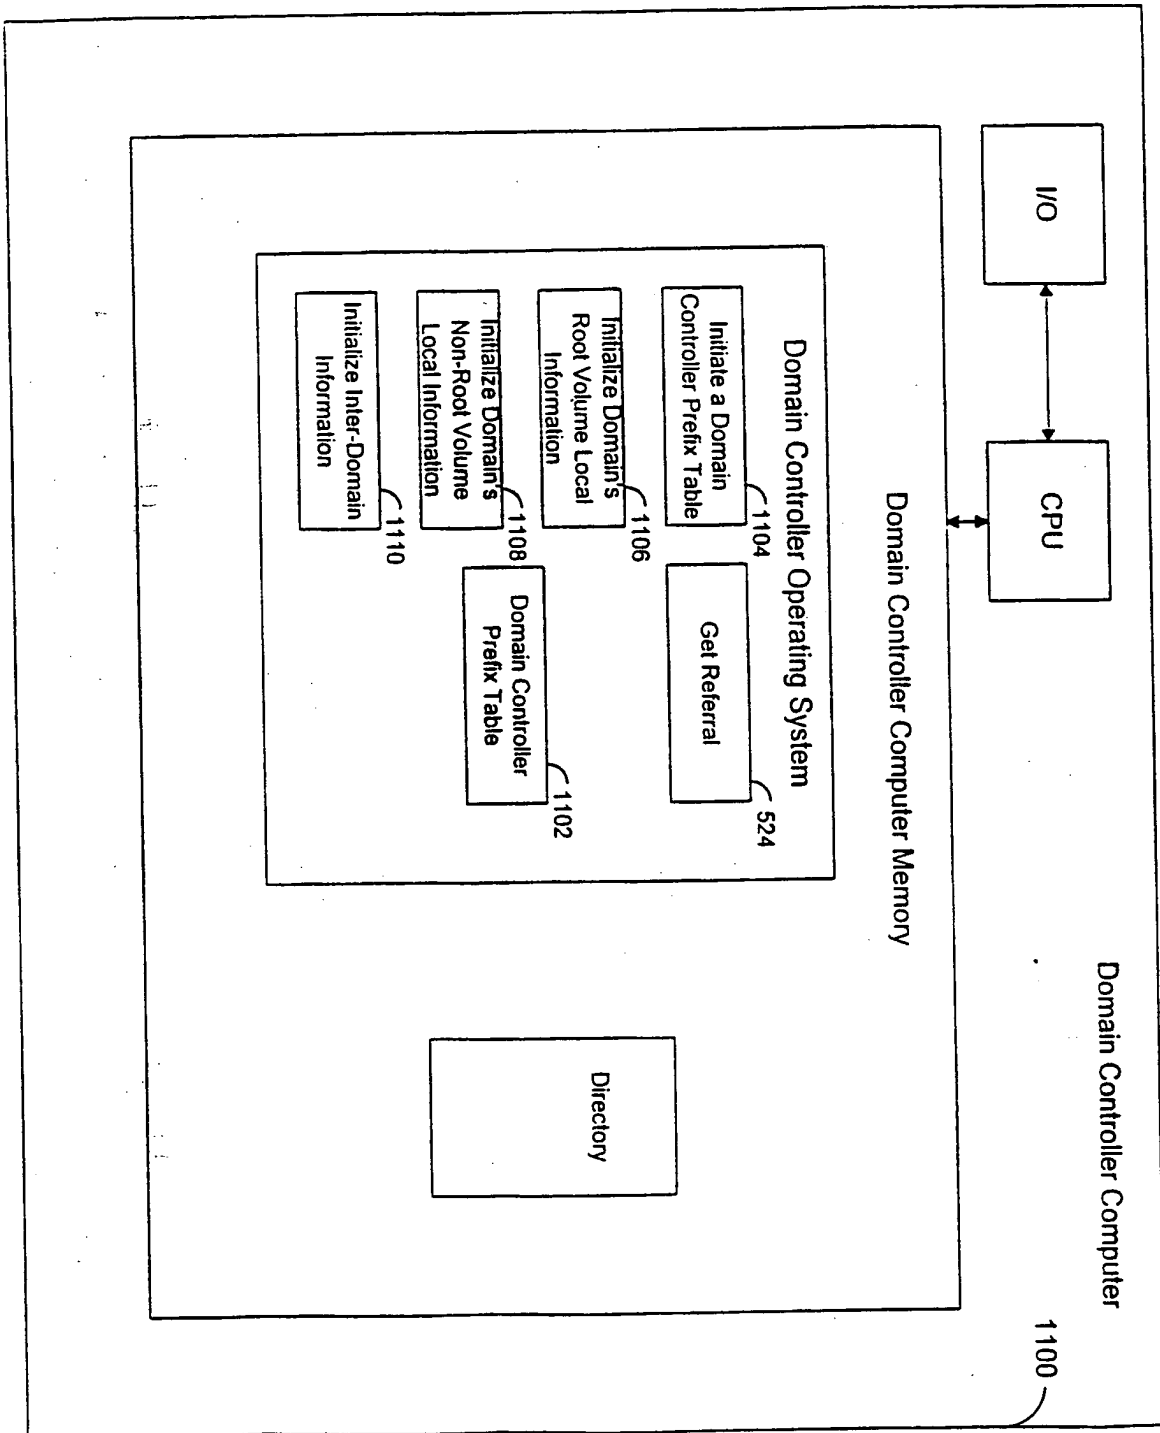 Domain Controller Computer
1100
I/O
CPU
Domain Controller Computer Memory
Domain Controller Operating System
Initiate a Domain
Controller Prefix Table
1104
Get Referral
524
Initialize Domain's
Root Volume Local
Information
1106
Initialize Domain's
Non-Root Volume
Local Information
1108
Domain Controller
Prefix Table
1102
Initialize Inter-Domain
Information
1110
Directory